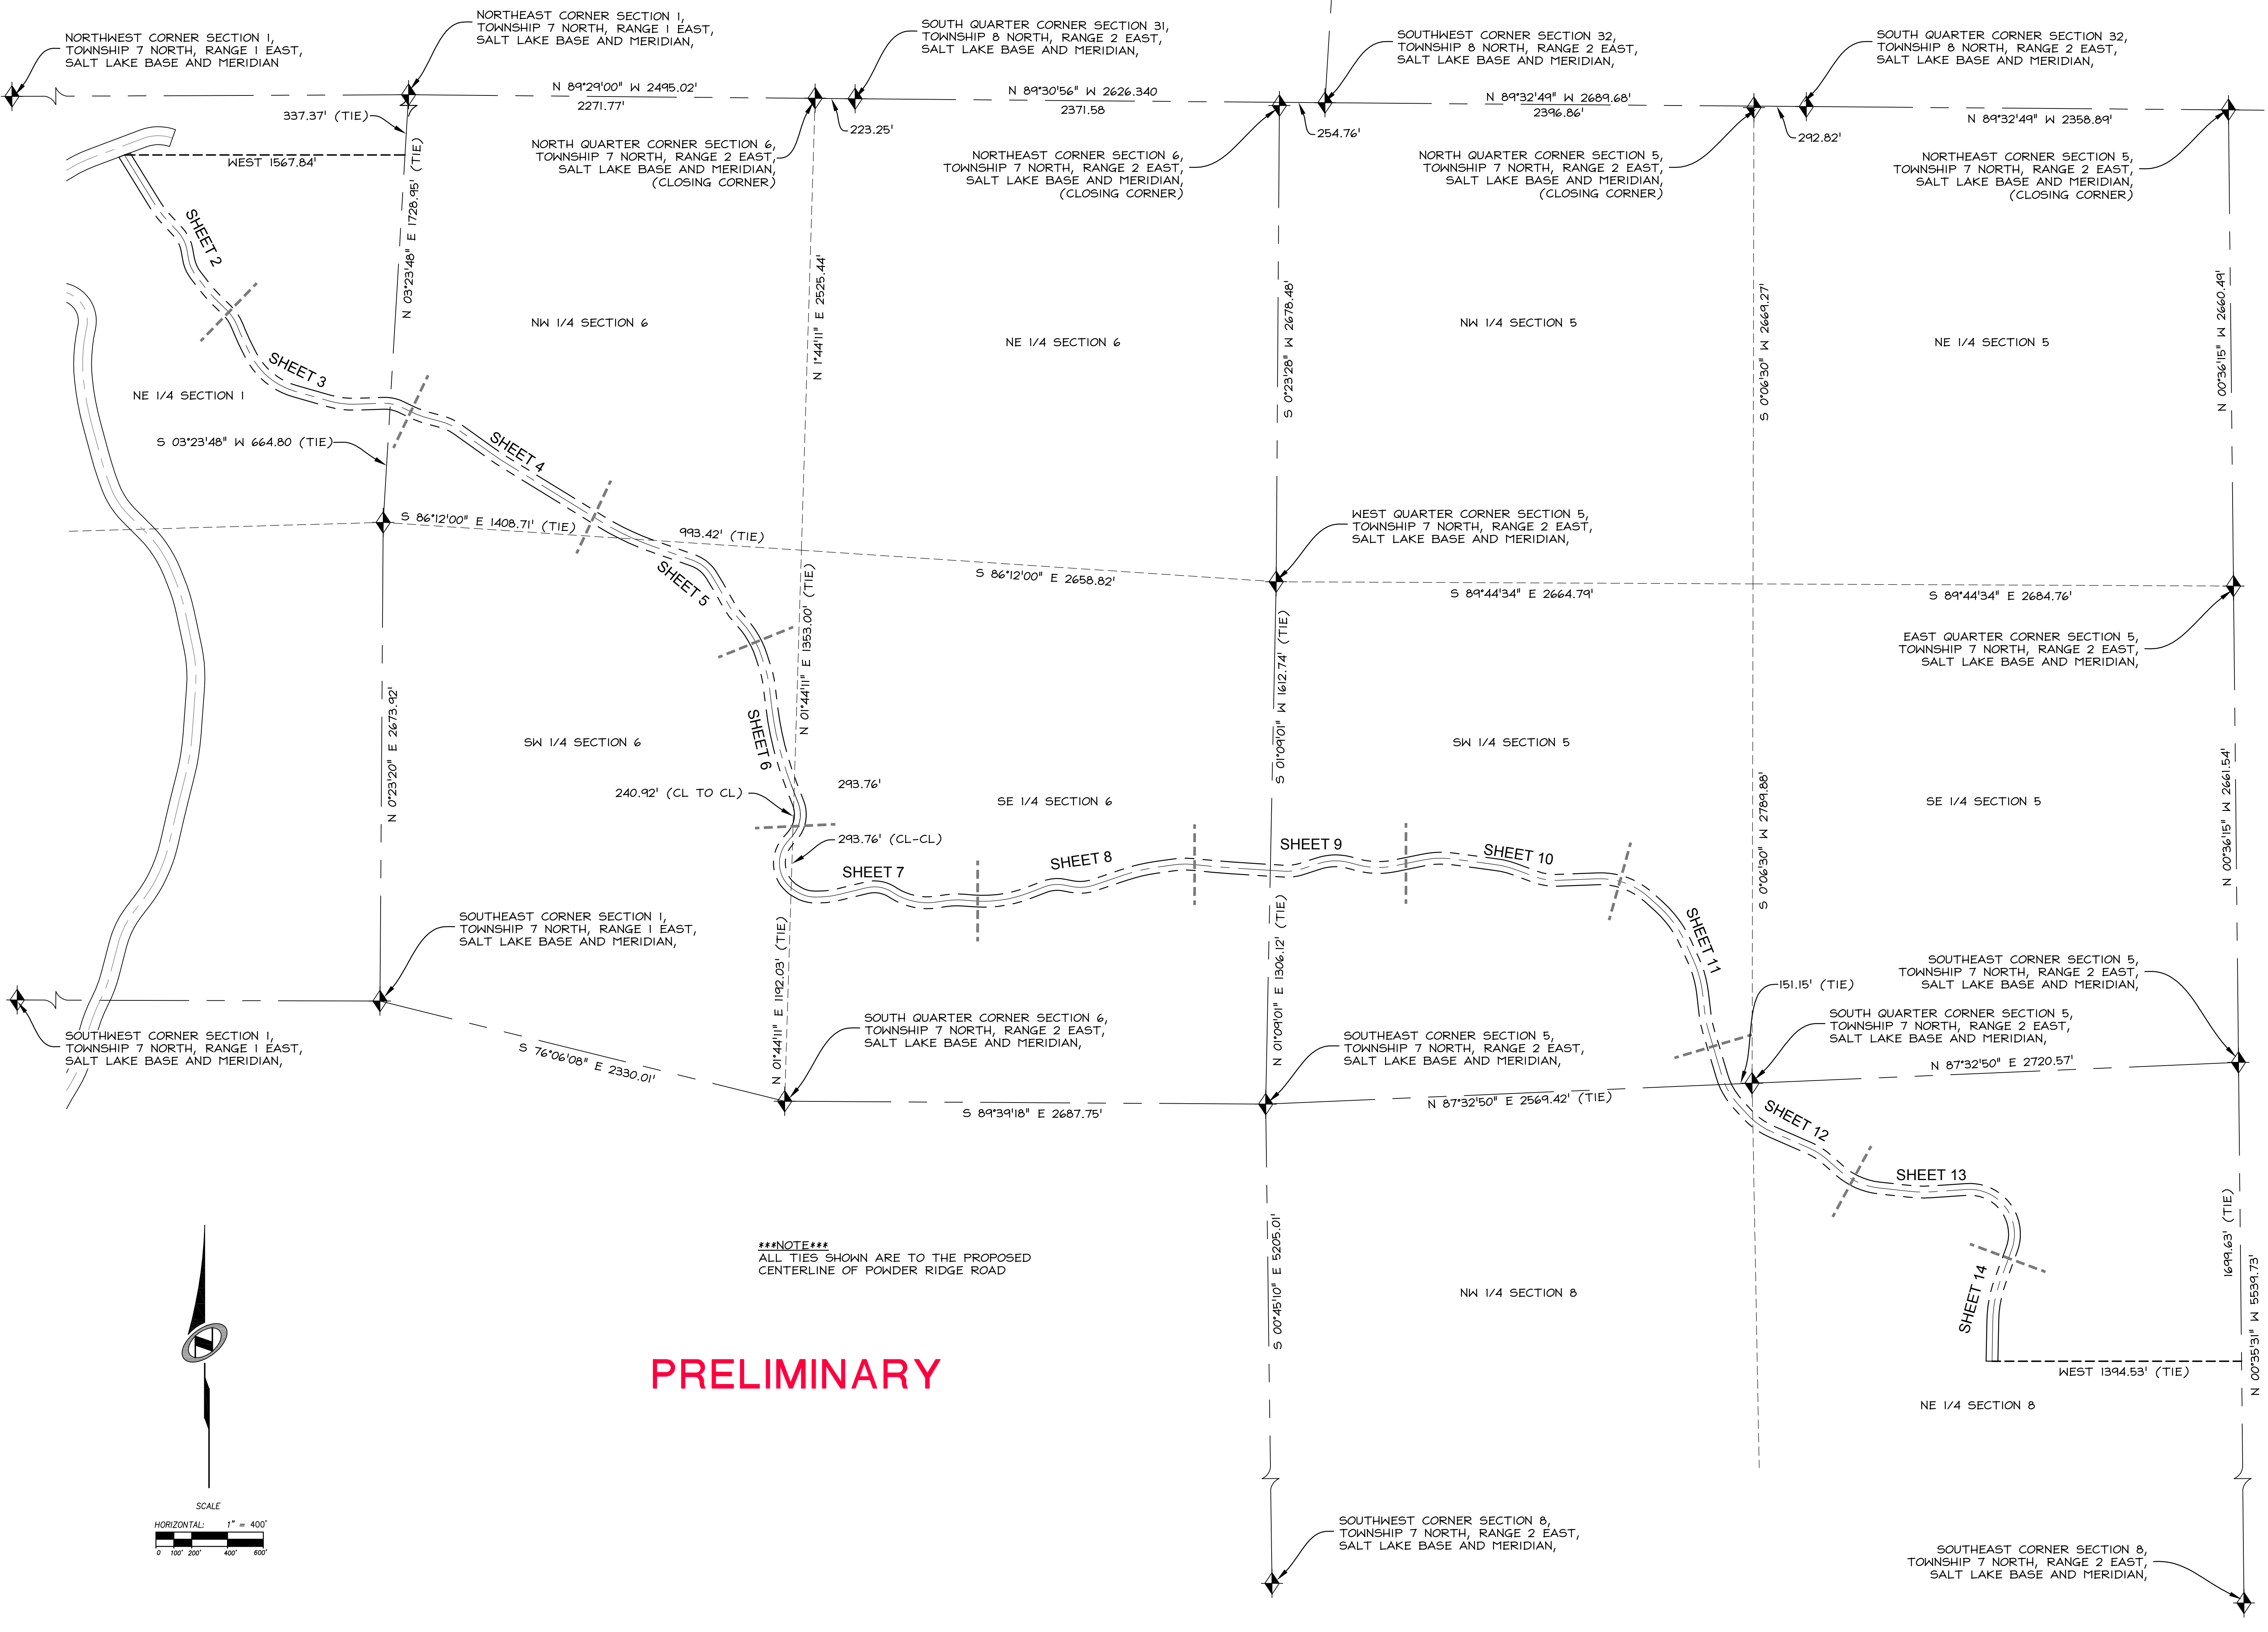 NORTHWEST CORNER SECTION 1,
TOWNSHIP 7 NORTH, RANGE 1 EAST,
SALT LAKE BASE AND MERIDIAN
NORTHEAST CORNER SECTION 1,
TOWNSHIP 7 NORTH, RANGE 1 EAST,
SALT LAKE BASE AND MERIDIAN,
SOUTH QUARTER CORNER SECTION 31,
TOWNSHIP 8 NORTH, RANGE 2 EAST,
SALT LAKE BASE AND MERIDIAN,
SOUTHWEST CORNER SECTION 32,
TOWNSHIP 8 NORTH, RANGE 2 EAST,
SALT LAKE BASE AND MERIDIAN,
SOUTH QUARTER CORNER SECTION 32,
TOWNSHIP 8 NORTH, RANGE 2 EAST,
SALT LAKE BASE AND MERIDIAN,
N 89°29'00" W 2495.02'
2271.77'
N 89°30'56" W 2626.340
2371.58
N 89°32'49" W 2689.68'
2396.86'
N 89°32'49" W 2358.89'
337.37' (TIE)
223.25'
254.76'
292.82'
WEST 1567.84'
NORTH QUARTER CORNER SECTION 6,
TOWNSHIP 7 NORTH, RANGE 2 EAST,
SALT LAKE BASE AND MERIDIAN,
(CLOSING CORNER)
NORTHEAST CORNER SECTION 6,
TOWNSHIP 7 NORTH, RANGE 2 EAST,
SALT LAKE BASE AND MERIDIAN,
(CLOSING CORNER)
NORTH QUARTER CORNER SECTION 5,
TOWNSHIP 7 NORTH, RANGE 2 EAST,
SALT LAKE BASE AND MERIDIAN,
(CLOSING CORNER)
NORTHEAST CORNER SECTION 5,
TOWNSHIP 7 NORTH, RANGE 2 EAST,
SALT LAKE BASE AND MERIDIAN,
(CLOSING CORNER)
N 03°23'48" E 1728.95' (TIE)
SHEET 2
N 1°44'11" E 2525.44'
S 0°23'28" W 2678.48'
S 0°06'30" W 2669.27'
N 00°36'15" W 2660.49'
NW 1/4 SECTION 6
NE 1/4 SECTION 6
NW 1/4 SECTION 5
NE 1/4 SECTION 5
SHEET 3
NE 1/4 SECTION 1
S 03°23'48" W 664.80 (TIE)
SHEET 4
S 86°12'00" E 1408.71' (TIE)
993.42' (TIE)
WEST QUARTER CORNER SECTION 5,
TOWNSHIP 7 NORTH, RANGE 2 EAST,
SALT LAKE BASE AND MERIDIAN,
SHEET 5
S 86°12'00" E 2658.82'
S 89°44'34" E 2664.79'
S 89°44'34" E 2684.76'
EAST QUARTER CORNER SECTION 5,
TOWNSHIP 7 NORTH, RANGE 2 EAST,
SALT LAKE BASE AND MERIDIAN,
N 01°44'11" E 1353.00' (TIE)
S 01°09'01" W 1612.74' (TIE)
N 0°23'20" E 2673.92'
SHEET 6
SW 1/4 SECTION 6
SW 1/4 SECTION 5
293.76'
240.92' (CL TO CL)
SE 1/4 SECTION 6
SE 1/4 SECTION 5
S 0°06'30" W 2789.88'
N 00°36'15" W 2661.54'
293.76' (CL-CL)
SHEET 7
SHEET 8
SHEET 9
SHEET 10
SHEET 11
SOUTHEAST CORNER SECTION 1,
TOWNSHIP 7 NORTH, RANGE 1 EAST,
SALT LAKE BASE AND MERIDIAN,
N 01°44'11" E 1192.03' (TIE)
N 01°09'01" E 1306.12' (TIE)
SOUTHEAST CORNER SECTION 5,
TOWNSHIP 7 NORTH, RANGE 2 EAST,
SALT LAKE BASE AND MERIDIAN,
151.15' (TIE)
SOUTH QUARTER CORNER SECTION 5,
TOWNSHIP 7 NORTH, RANGE 2 EAST,
SALT LAKE BASE AND MERIDIAN,
SOUTHWEST CORNER SECTION 1,
TOWNSHIP 7 NORTH, RANGE 1 EAST,
SALT LAKE BASE AND MERIDIAN,
SOUTH QUARTER CORNER SECTION 6,
TOWNSHIP 7 NORTH, RANGE 2 EAST,
SALT LAKE BASE AND MERIDIAN,
SOUTHEAST CORNER SECTION 5,
TOWNSHIP 7 NORTH, RANGE 2 EAST,
SALT LAKE BASE AND MERIDIAN,
S 76°06'08" E 2330.01'
S 89°39'18" E 2687.75'
N 87°32'50" E 2569.42' (TIE)
N 87°32'50" E 2720.57'
SHEET 12
SHEET 13
SHEET 14
1699.63' (TIE)
N 00°35'31" W 5539.73'
***NOTE***
ALL TIES SHOWN ARE TO THE PROPOSED
CENTERLINE OF POWDER RIDGE ROAD
S 00°45'10" E 5205.01'
NW 1/4 SECTION 8
PRELIMINARY
WEST 1394.53' (TIE)
NE 1/4 SECTION 8
N
SCALE
HORIZONTAL: 1" = 400'
0 100' 200' 400' 600'
SOUTHWEST CORNER SECTION 8,
TOWNSHIP 7 NORTH, RANGE 2 EAST,
SALT LAKE BASE AND MERIDIAN,
SOUTHEAST CORNER SECTION 8,
TOWNSHIP 7 NORTH, RANGE 2 EAST,
SALT LAKE BASE AND MERIDIAN,